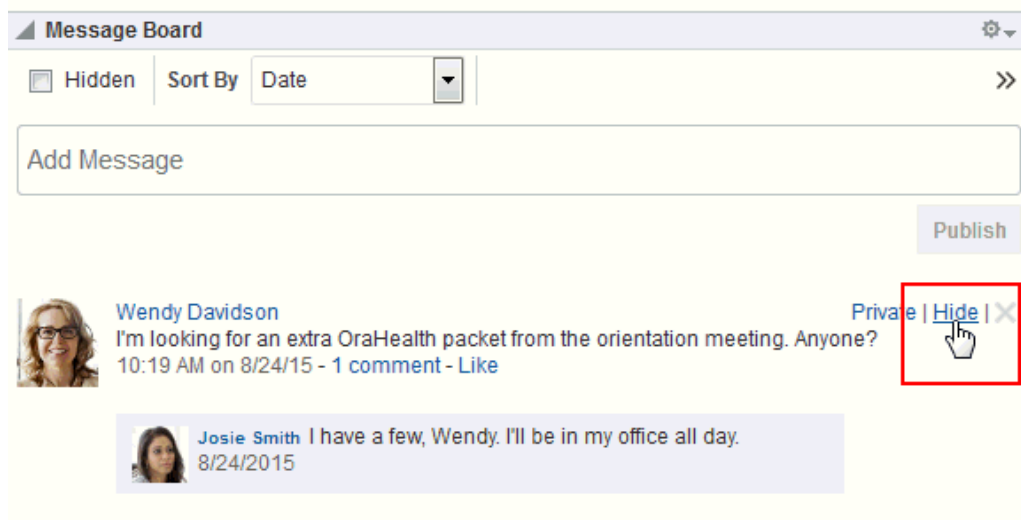 Message Board
Hidden Sort By Date
Add Message
Publish
Wendy Davidson Private | Hide |
I'm looking for an extra OraHealth packet from the orientation meeting. Anyone?
10:19 AM on 8/24/15 - 1 comment - Like
Josie Smith I have a few, Wendy. I'll be in my office all day.
8/24/2015